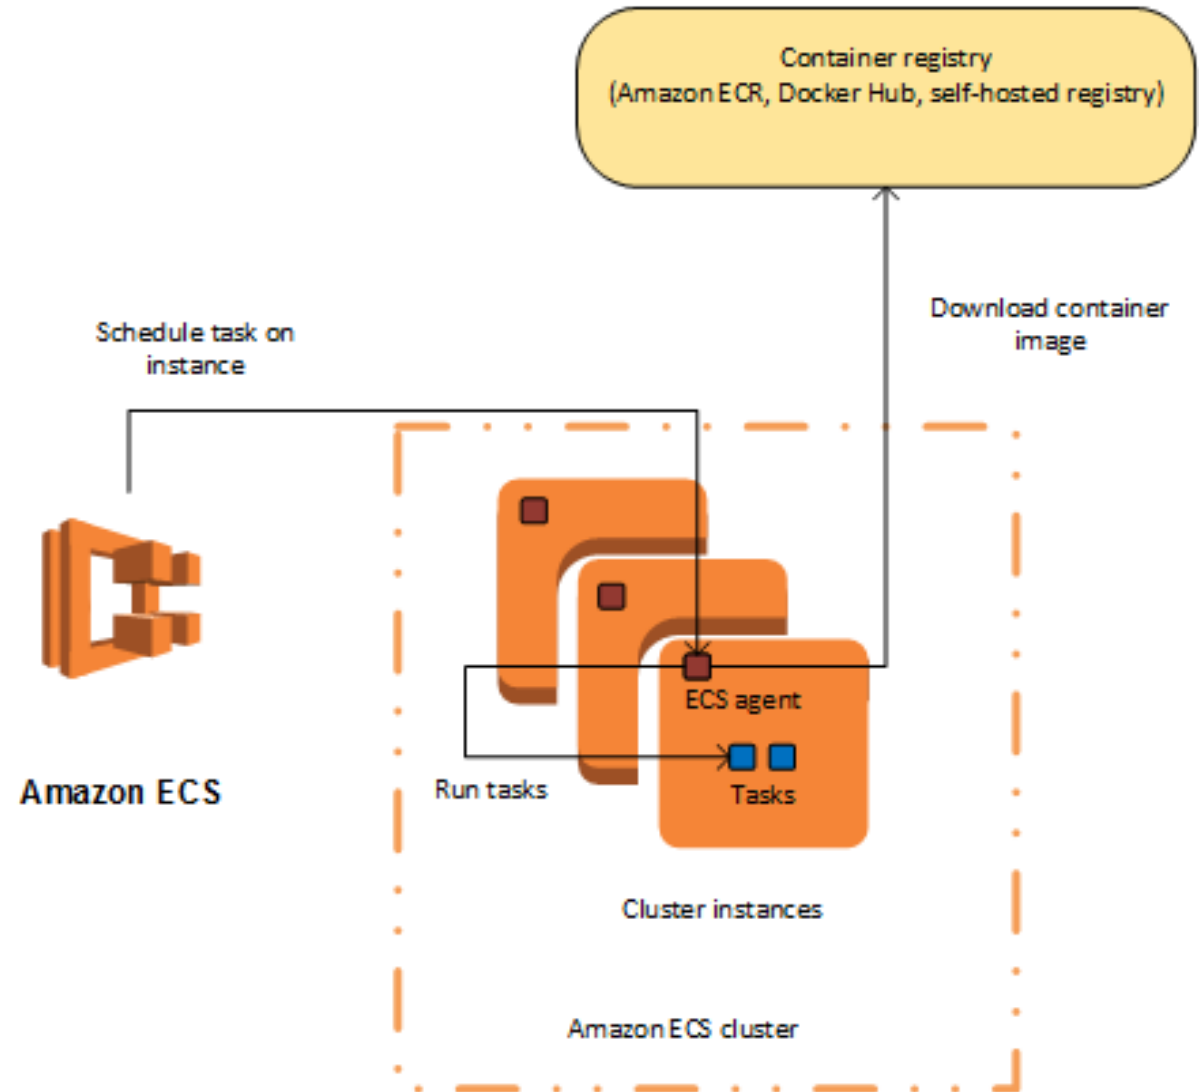 Container registry
(Amazon ECR, Docker Hub, self-hosted registry)
Download container
image
Schedule task on
instance
ECS agent
Run tasks
Tasks
Amazon ECS
Cluster instances
Amazon ECS cluster